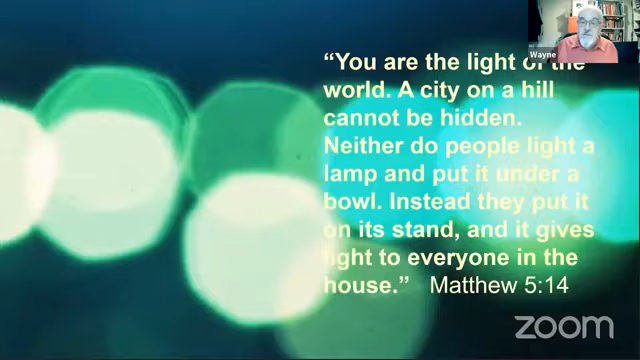 Wayne
“You are the light of the
world. A city on a hill
cannot be hidden.
Neither do people light a
lamp and put it under a
bowl. Instead they put it
on its stand, and it gives
light to everyone in the
house.” Matthew 5:14
zoom